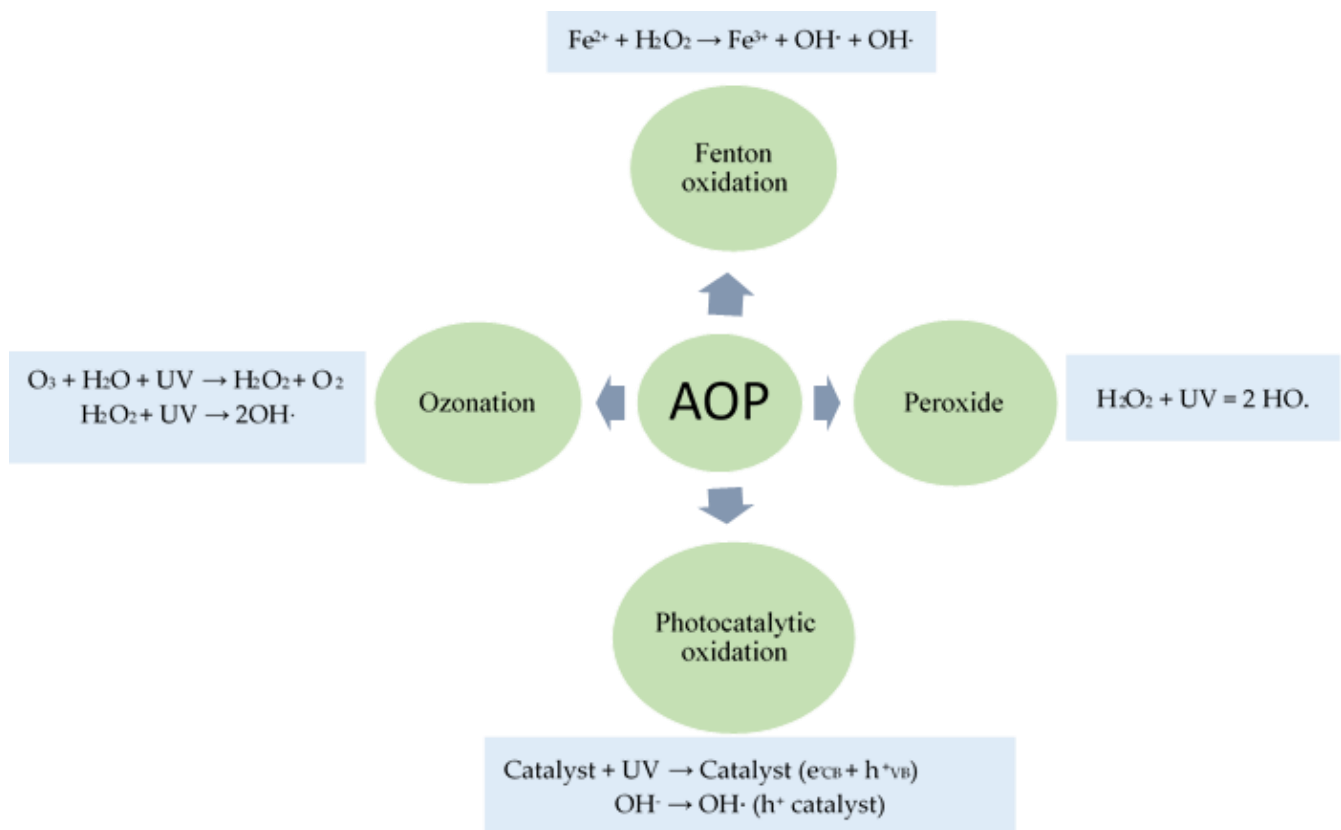 Fe²⁺ + H₂O₂ → Fe³⁺ + OH· + OH·
Fenton
oxidation
O₃ + H₂O + UV → H₂O₂ + O₂
H₂O₂ + UV → 2OH·
Ozonation
AOP
Peroxide
H₂O₂ + UV = 2 HO.
Photocatalytic
oxidation
Catalyst + UV → Catalyst (e⁻CB + h⁺VB)
OH⁻ → OH· (h⁺ catalyst)